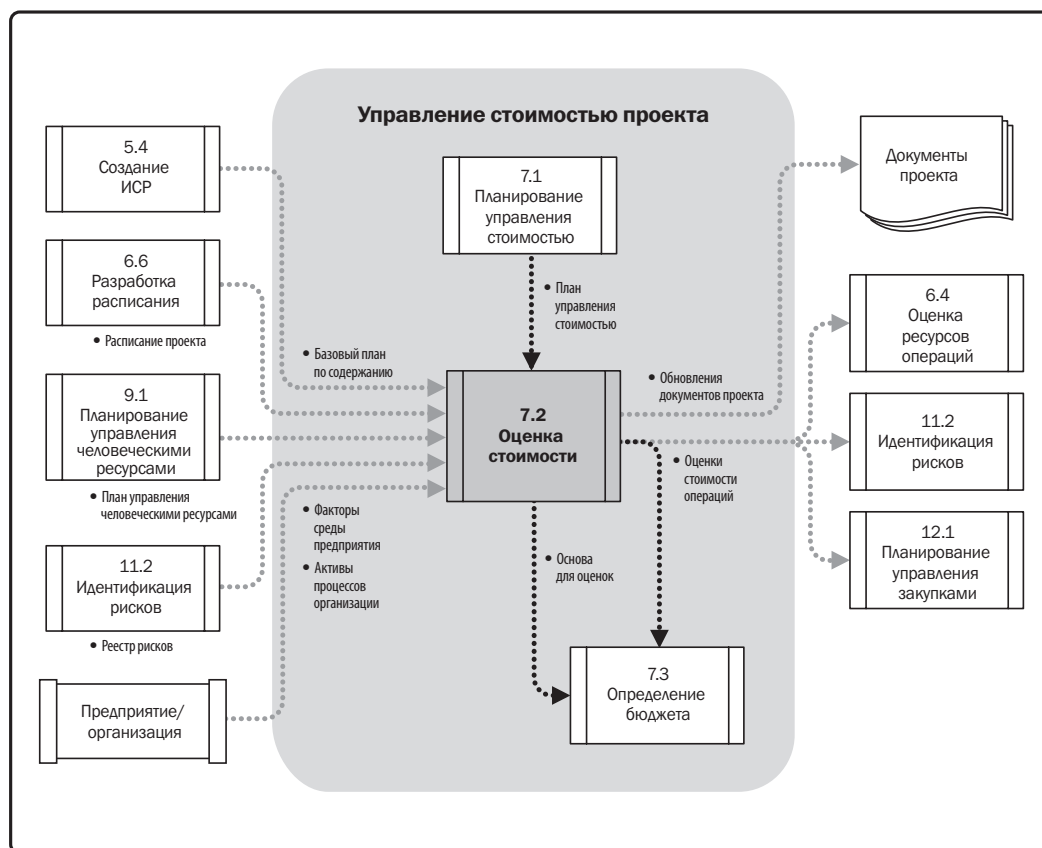 Управление стоимостью проекта
5.4
Создание
ИСР
6.6
Разработка
расписания
• Расписание проекта
9.1
Планирование
управления
человеческими
ресурсами
• План управления
человеческими ресурсами
11.2
Идентификация
рисков
• Реестр рисков
Предприятие/
организация
7.1
Планирование
управления
стоимостью
• План
управления
стоимостью
• Базовый план
по содержанию
7.2
Оценка
стоимости
• Факторы
среды
предприятия
• Активы
процессов
организации
• Обновления
документов проекта
• Оценки
стоимости
операций
• Основа
для оценок
7.3
Определение
бюджета
Документы
проекта
6.4
Оценка
ресурсов
операций
11.2
Идентификация
рисков
12.1
Планирование
управления
закупками